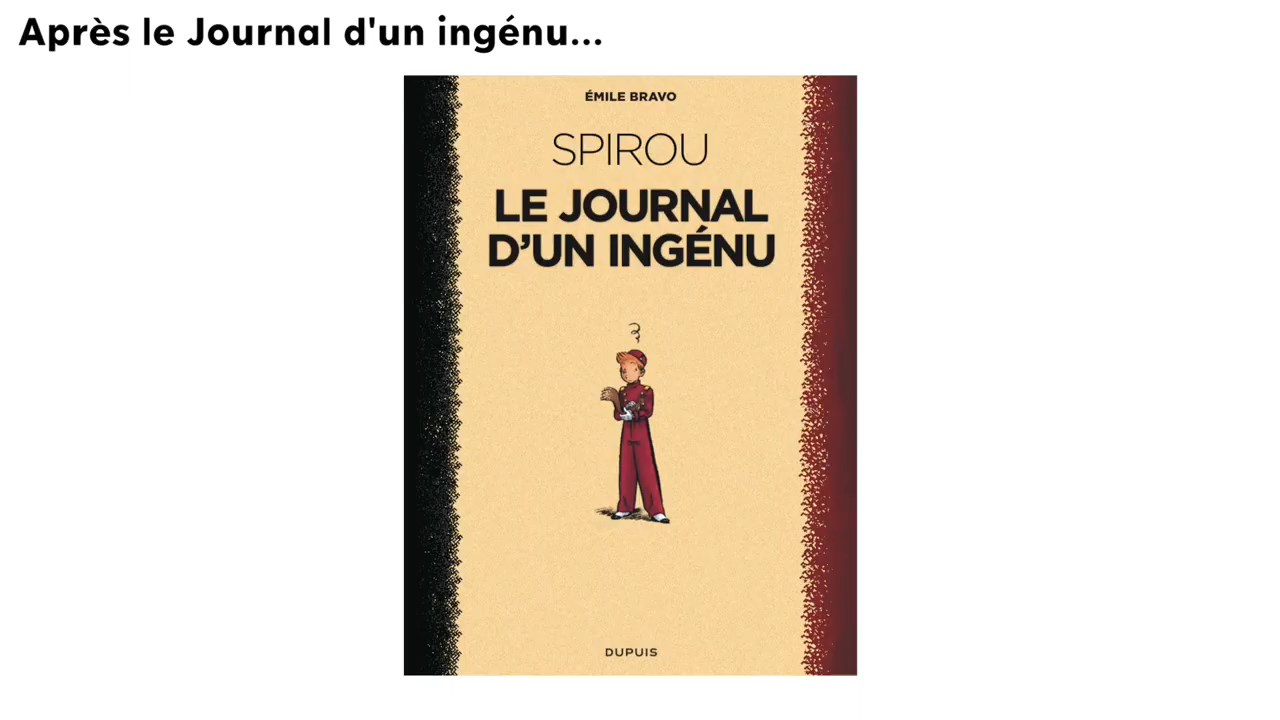 Après le Journal d'un ingénu...
ÉMILE BRAVO
SPIROU
LE JOURNAL
D'UN INGÉNU
DUPUIS